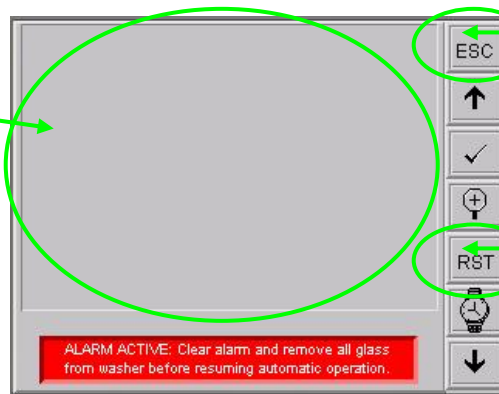 ESC
RST
ALARM ACTIVE: Clear alarm and remove all glass
from washer before resuming automatic operation.